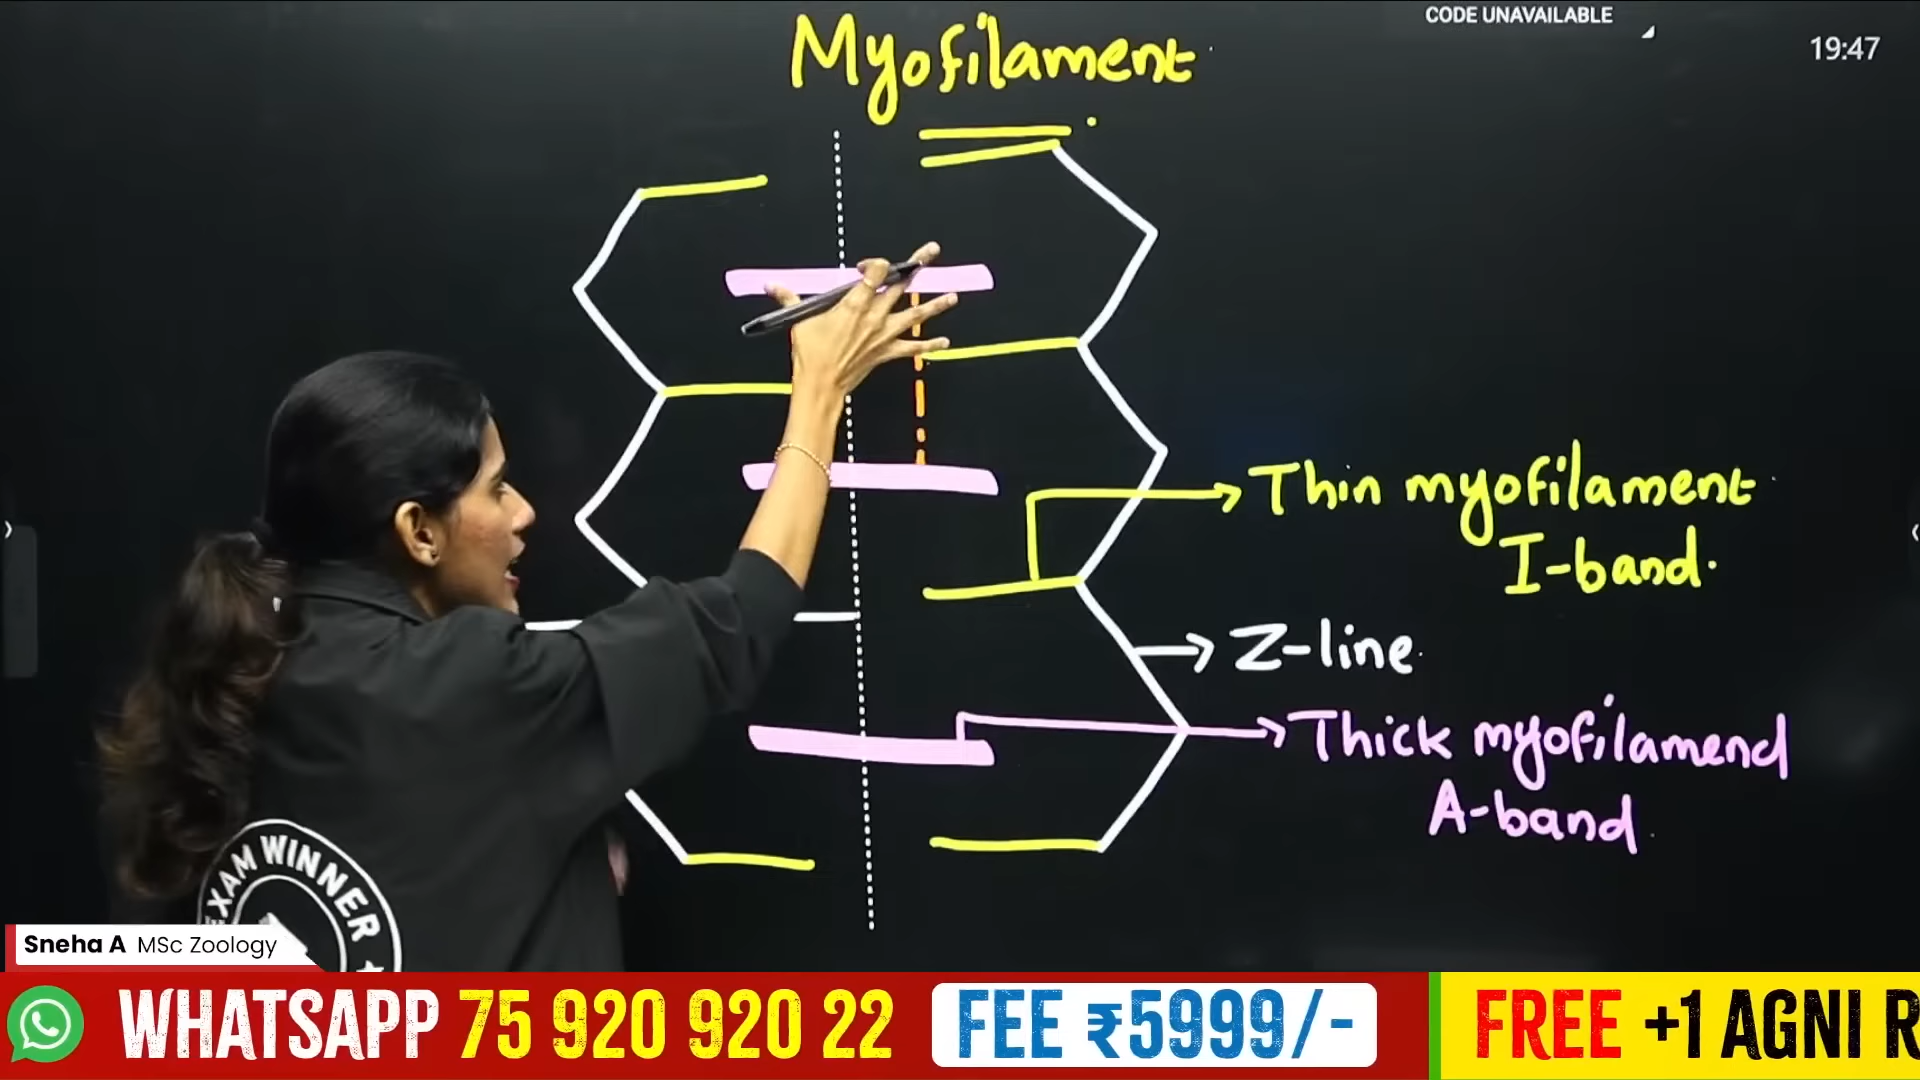 CODE UNAVAILABLE
19:47
Myofilament
Thin myofilament
I-band.
Z-line
Thick myofilamend
A-band
EXAM WINNER
Sneha A MSc Zoology
WHATSAPP 75 920 920 22
FEE ₹5999/-
FREE +1 AGNI R